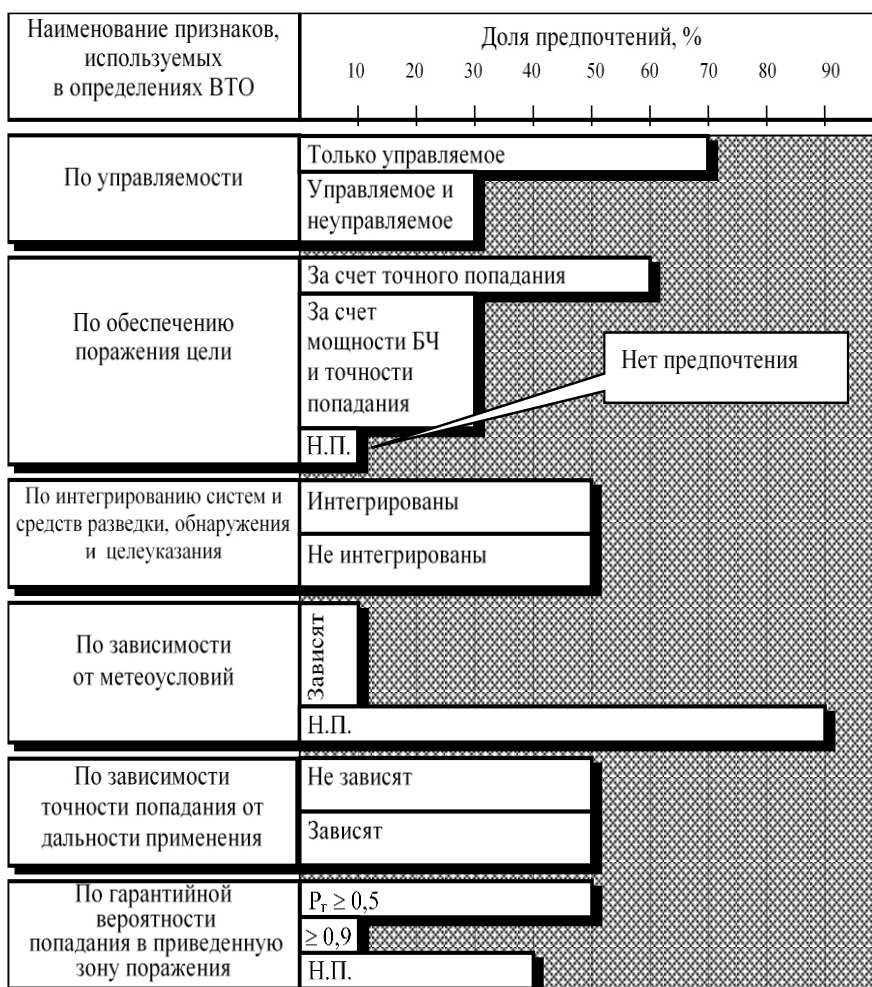 Наименование признаков,
используемых
в определениях ВТО
Доля предпочтений, %
10 20 30 40 50 60 70 80 90
По управляемости
Только управляемое
Управляемое и
неуправляемое
По обеспечению
поражения цели
За счет точного попадания
За счет
мощности БЧ
и точности
попадания
Н.П.
Нет предпочтения
По интегрированию систем и
средств разведки, обнаружения
и целеуказания
Интегрированы
Не интегрированы
По зависимости
от метеоусловий
Зависят
Н.П.
По зависимости
точности попадания от
дальности применения
Не зависят
Зависят
По гарантийной
вероятности
попадания в приведенную
зону поражения
Рг ≥ 0,5
≥ 0,9
Н.П.